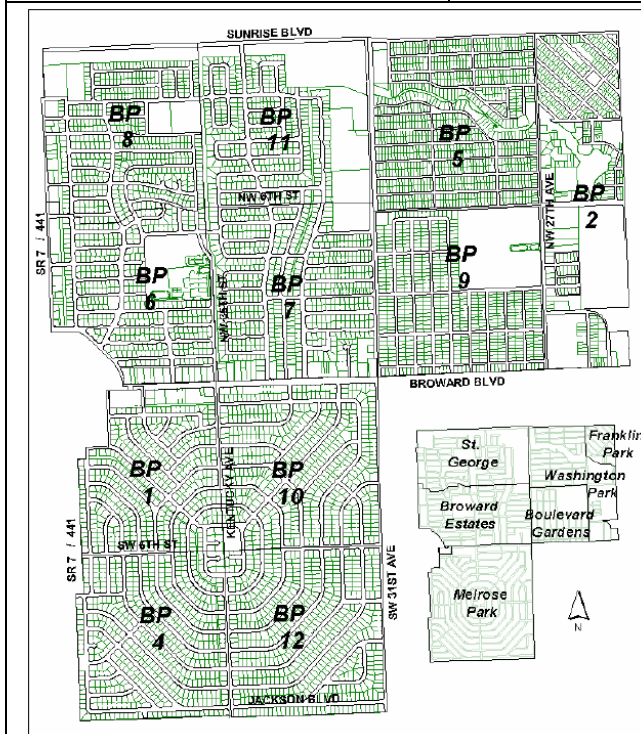 SUNRISE BLVD
BP
8
BP
11
BP
5
NW 6TH ST
NW 27TH AVE
BP
2
SR 7 / 441
BP
6
NW 35TH ST
BP
7
BP
9
BROWARD BLVD
BP
1
KENTUCKY AVE
BP
10
SR 7 / 441
SW 6TH ST
SW 31ST AVE
BP
4
BP
12
JACKSON BLVD
St.
George
Franklin
Park
Washington
Park
Broward
Estates
Boulevard
Gardens
Melrose
Park
N